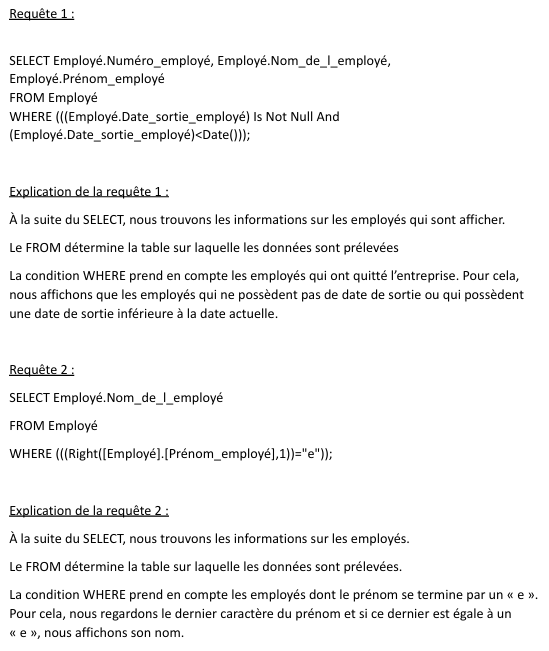 Requête 1 :
SELECT Employé.Numéro_employé, Employé.Nom_de_l_employé,
Employé.Prénom_employé
FROM Employé
WHERE (((Employé.Date_sortie_employé) Is Not Null And
(Employé.Date_sortie_employé)<Date()));
Explication de la requête 1 :
À la suite du SELECT, nous trouvons les informations sur les employés qui sont afficher.
Le FROM détermine la table sur laquelle les données sont prélevées
La condition WHERE prend en compte les employés qui ont quitté l’entreprise. Pour cela,
nous affichons que les employés qui ne possèdent pas de date de sortie ou qui possèdent
une date de sortie inférieure à la date actuelle.
Requête 2 :
SELECT Employé.Nom_de_l_employé
FROM Employé
WHERE (((Right([Employé].[Prénom_employé],1))="e"));
Explication de la requête 2 :
À la suite du SELECT, nous trouvons les informations sur les employés.
Le FROM détermine la table sur laquelle les données sont prélevées.
La condition WHERE prend en compte les employés dont le prénom se termine par un « e ».
Pour cela, nous regardons le dernier caractère du prénom et si ce dernier est égale à un
« e », nous affichons son nom.